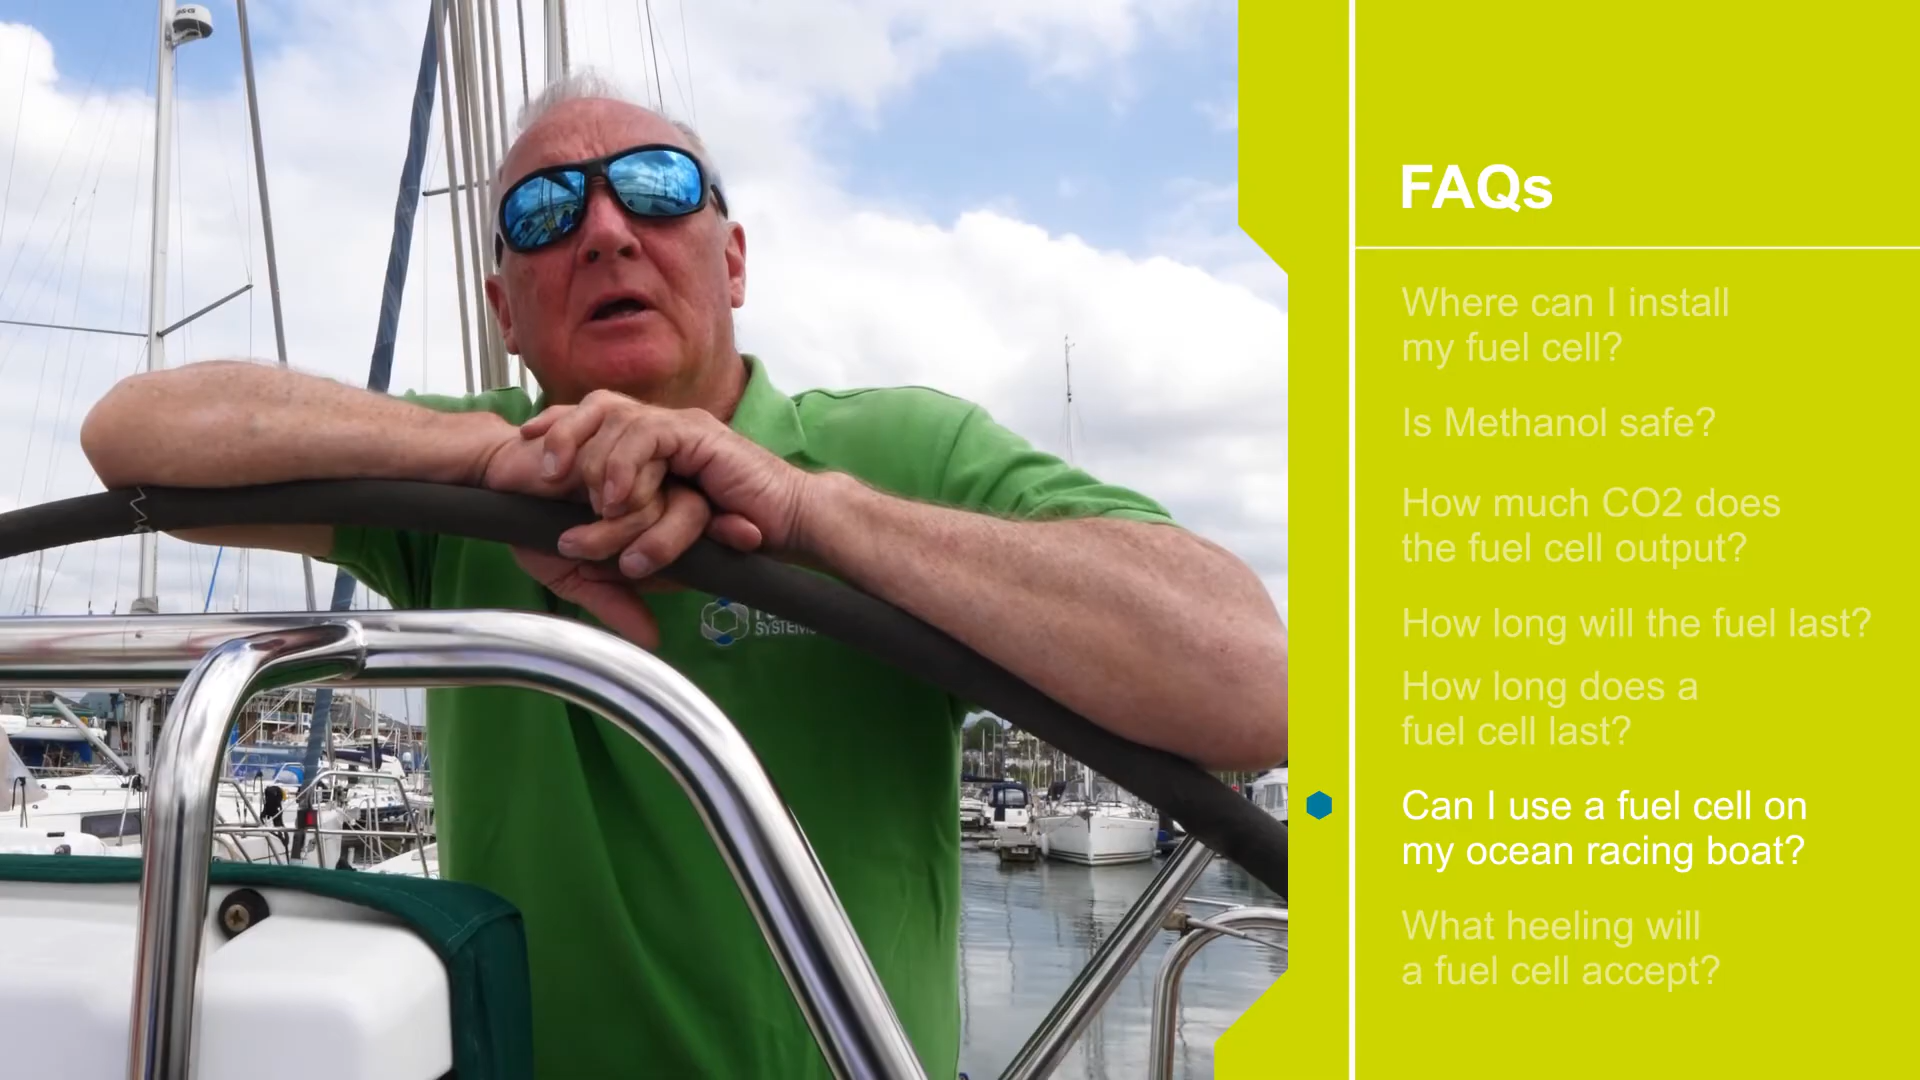 FAQs
Where can I install
my fuel cell?
Is Methanol safe?
How much CO2 does
the fuel cell output?
How long will the fuel last?
How long does a
fuel cell last?
Can I use a fuel cell on
my ocean racing boat?
What heeling will
a fuel cell accept?
SYSTEMS